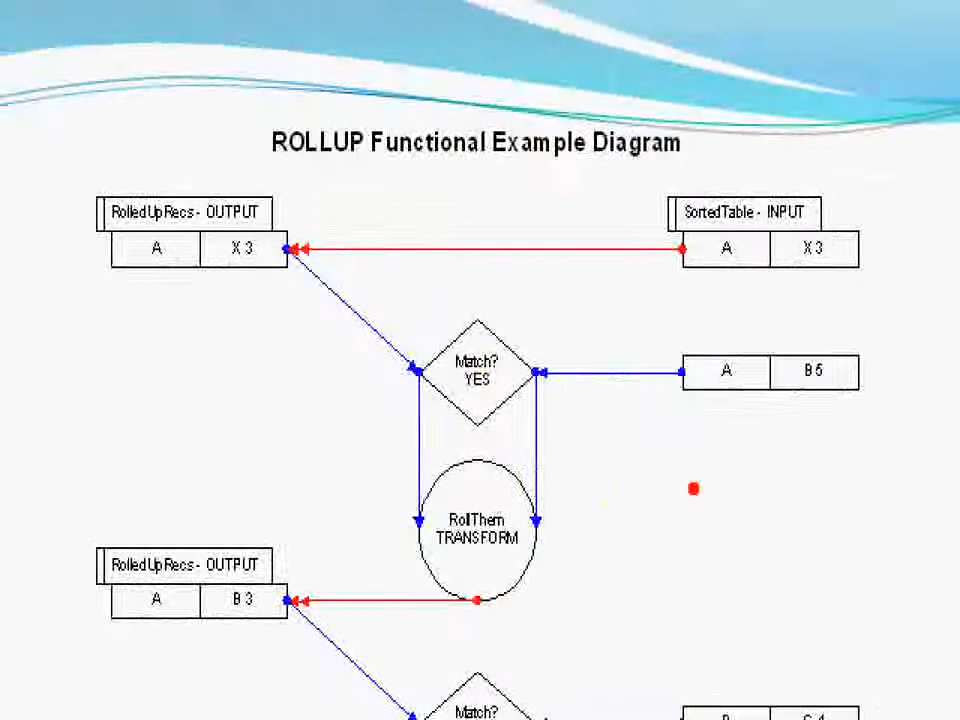 ROLLUP Functional Example Diagram
RolledUpRecs - OUTPUT
SortedTable - INPUT
A X 3
A X 3
Match?
YES
A B 5
RollThem
TRANSFORM
RolledUpRecs - OUTPUT
A B 3
Match?